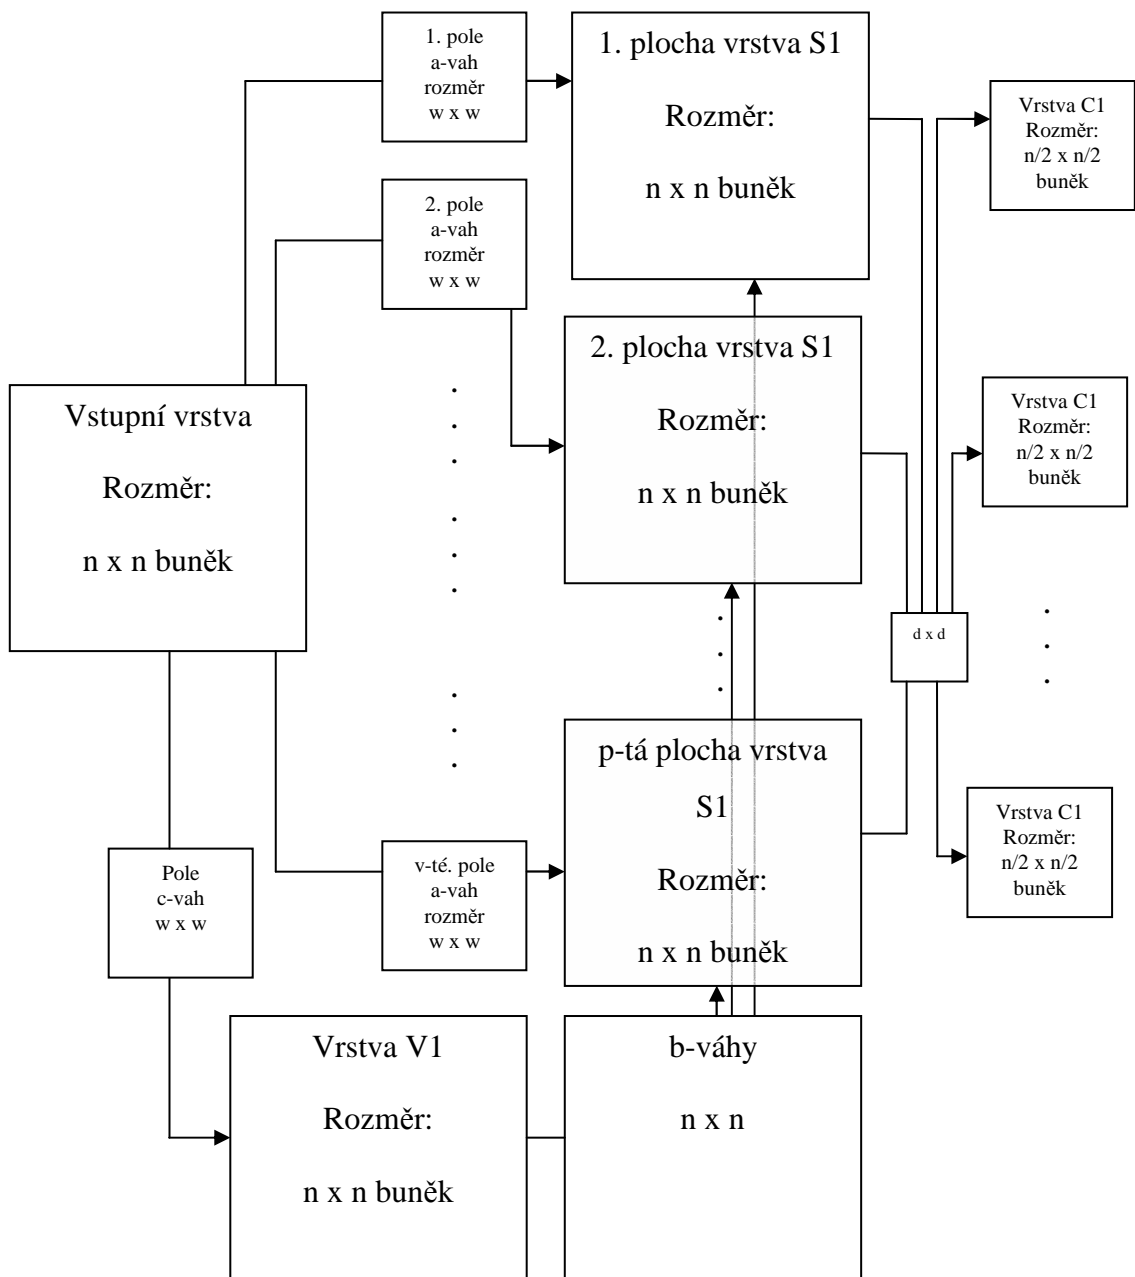 1. pole
a-vah
rozměr
w x w
1. plocha vrstva S1
Rozměr:
n x n buněk
Vrstva C1
Rozměr:
n/2 x n/2
buněk
2. pole
a-vah
rozměr
w x w
2. plocha vrstva S1
Rozměr:
n x n buněk
Vrstva C1
Rozměr:
n/2 x n/2
buněk
Vstupní vrstva
Rozměr:
n x n buněk
d x d
p-tá plocha vrstva
S1
Rozměr:
n x n buněk
Vrstva C1
Rozměr:
n/2 x n/2
buněk
v-té. pole
a-vah
rozměr
w x w
Pole
c-vah
w x w
Vrstva V1
Rozměr:
n x n buněk
b-váhy
n x n